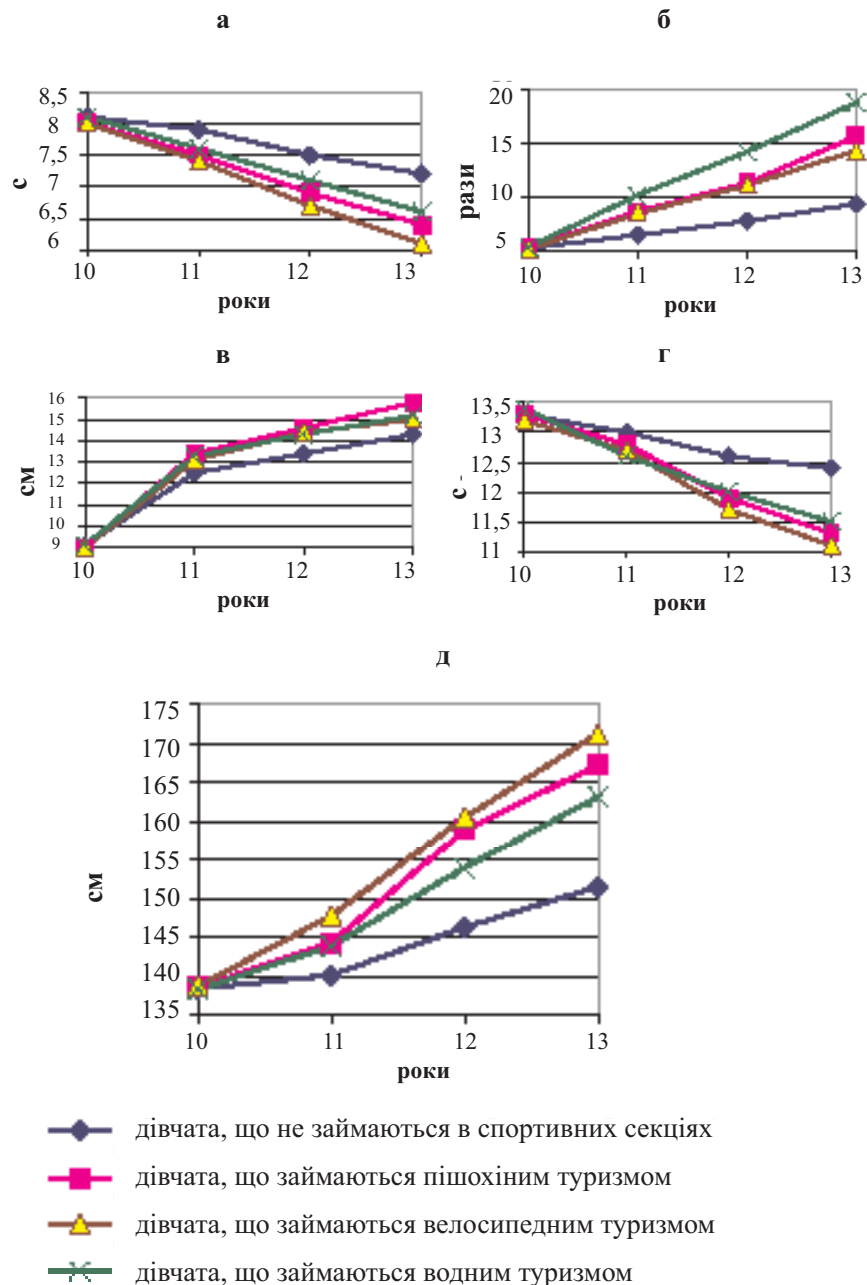 а
б
8,5
8
7,5
7
6,5
6
с
10
11
12
13
роки
20
15
10
5
рази
10
11
12
13
роки
в
г
16
15
14
13
12
11
10
9
см
10
11
12
13
роки
13,5
13
12,5
12
11,5
11
с
10
11
12
13
роки
д
175
170
165
160
155
150
145
140
135
см
10
11
12
13
роки
дівчата, що не займаються в спортивних секціях
дівчата, що займаються пішохіним туризмом
дівчата, що займаються велосипедним туризмом
дівчата, що займаються водним туризмом